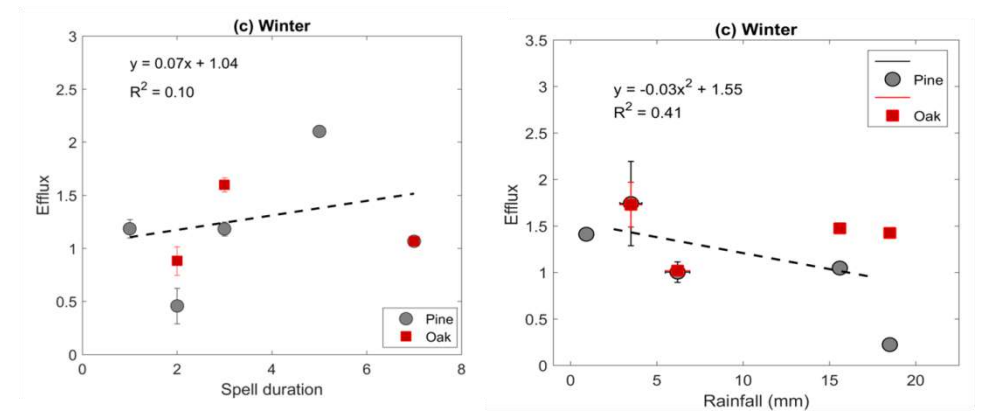 (c) Winter
y = 0.07x + 1.04
R² = 0.10
3
2.5
2
1.5
1
0.5
0
Efflux
0 2 4 6 8
Spell duration
Pine
Oak
(c) Winter
y = -0.03x² + 1.55
R² = 0.41
3.5
3
2.5
2
1.5
1
0.5
0
Efflux
0 5 10 15 20
Rainfall (mm)
Pine
Oak